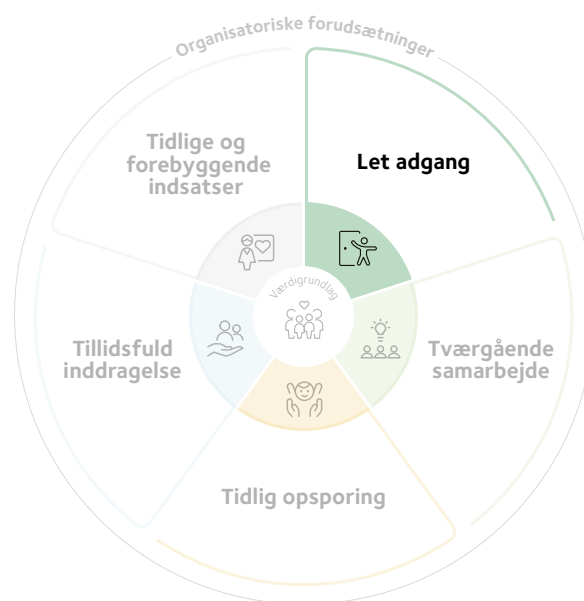 Organisatoriske forudsætninger
Tidlige og
forebyggende
indsatser
Let adgang
Værdigrundlag
Tillidsfuld
inddragelse
Tværgående
samarbejde
Tidlig opsporing